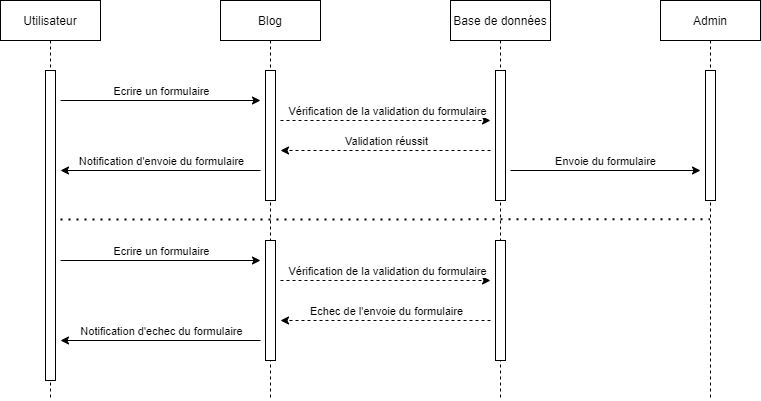 Utilisateur
Blog
Base de données
Admin
Ecrire un formulaire
Vérification de la validation du formulaire
Validation réussit
Notification d'envoie du formulaire
Envoie du formulaire
Ecrire un formulaire
Vérification de la validation du formulaire
Echec de l'envoie du formulaire
Notification d'echec du formulaire